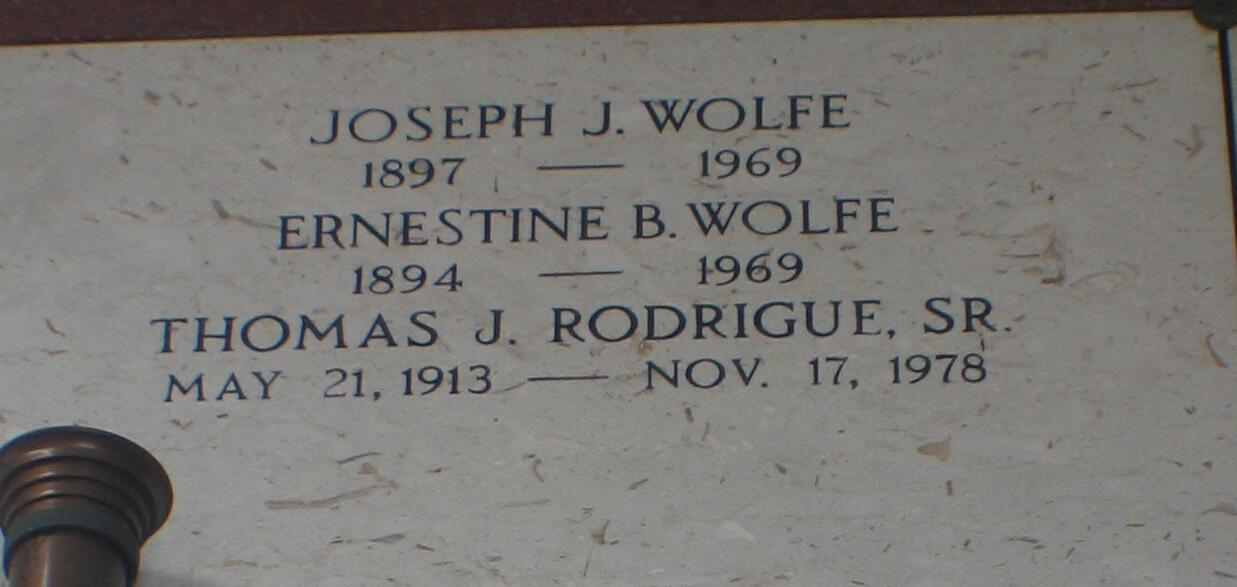 JOSEPH J. WOLFE
1897 — 1969
ERNESTINE B. WOLFE
1894 — 1969
THOMAS J. RODRIGUE, SR.
MAY 21, 1913 — NOV. 17, 1978